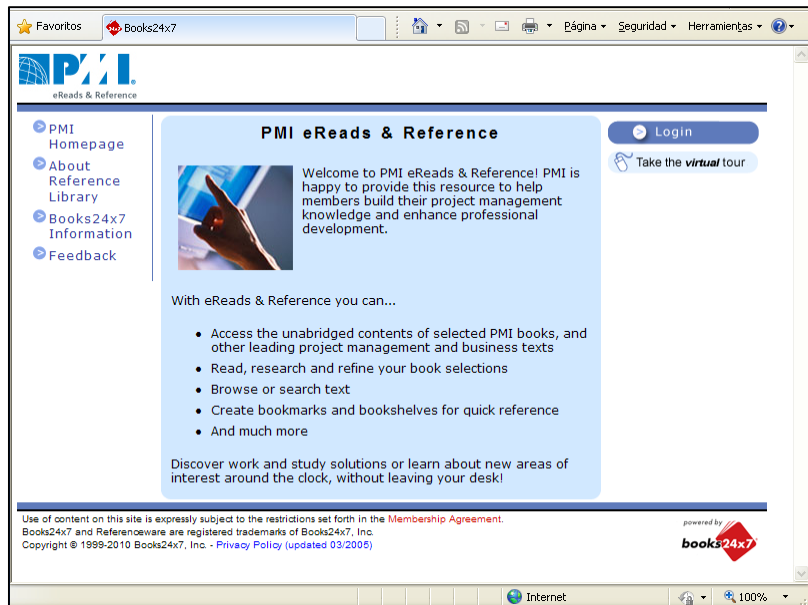 Favoritos
Books24x7
Página
Seguridad
Herramientas
PMI
eReads & Reference
PMI
Homepage
About
Reference
Library
Books24x7
Information
Feedback
PMI eReads & Reference
Welcome to PMI eReads & Reference! PMI is
happy to provide this resource to help
members build their project management
knowledge and enhance professional
development.
With eReads & Reference you can...
Access the unabridged contents of selected PMI books, and
other leading project management and business texts
Read, research and refine your book selections
Browse or search text
Create bookmarks and bookshelves for quick reference
And much more
Discover work and study solutions or learn about new areas of
interest around the clock, without leaving your desk!
Login
Take the virtual tour
Use of content on this site is expressly subject to the restrictions set forth in the Membership Agreement.
Books24x7 and Referenceware are registered trademarks of Books24x7, Inc.
Copyright © 1999-2010 Books24x7, Inc. - Privacy Policy (updated 03/2005)
powered by
books24x7
Internet
100%